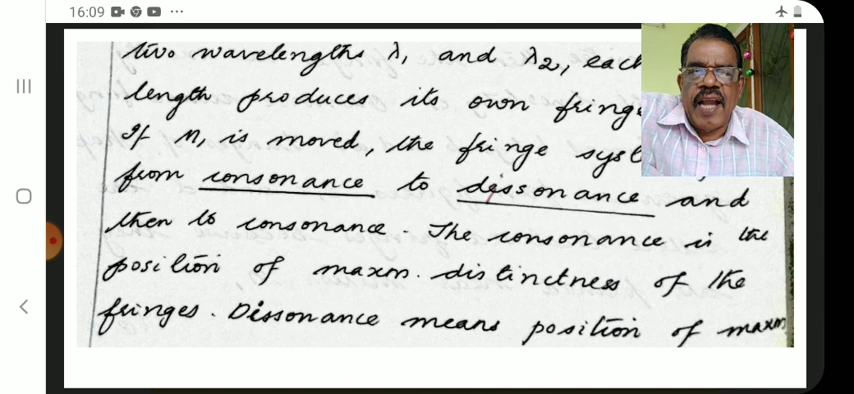 16:09
two wavelengths λ₁ and λ₂, each
length produces its own fringe
If M₁ is moved, the fringe syst
from consonance to dissonance and
then to consonance. The consonance is the
position of maxm. distinctness of the
fringes. Dissonance means position of maxm